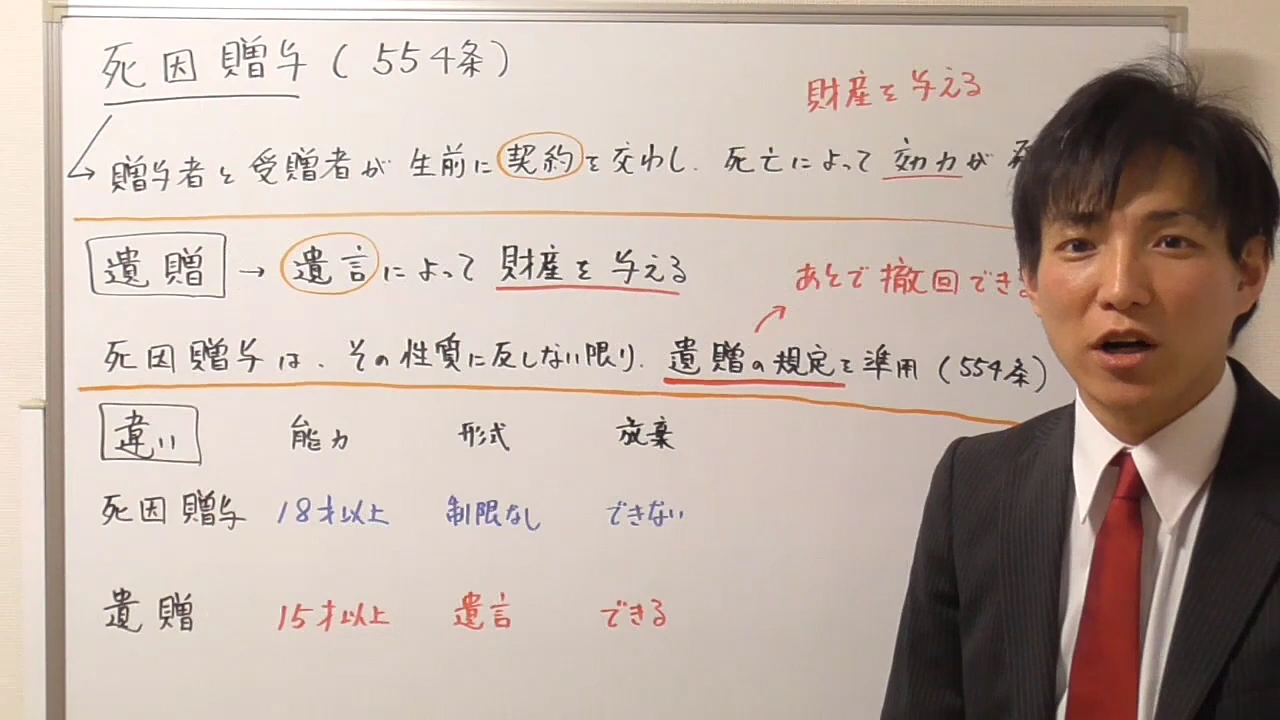 死因贈与(554条)
財産を与える
→贈与者と受贈者が生前に契約を交わし、死亡によって効力が
遺贈→遺言によって財産を与える
あとで撤回でき
死因贈与は、その性質に反しない限り、遺贈の規定を準用(554条)
違い 能力 形式 放棄
死因贈与 18才以上 制限なし できない
遺贈 15才以上 遺言 できる